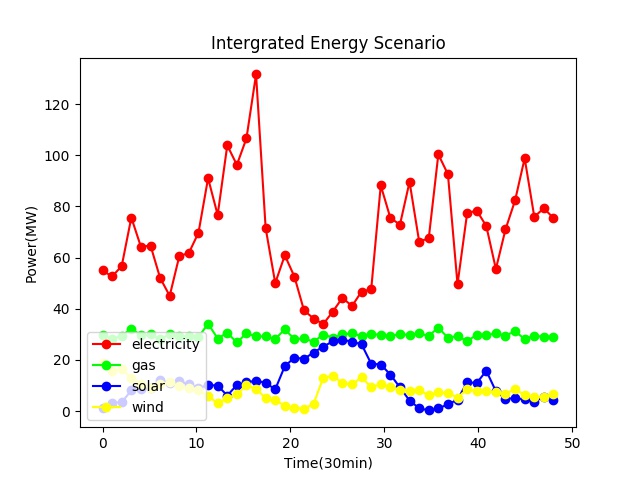 Intergrated Energy Scenario
Power(MW)
120
100
80
60
40
20
0
electricity
gas
solar
wind
0 10 20 30 40 50
Time(30min)